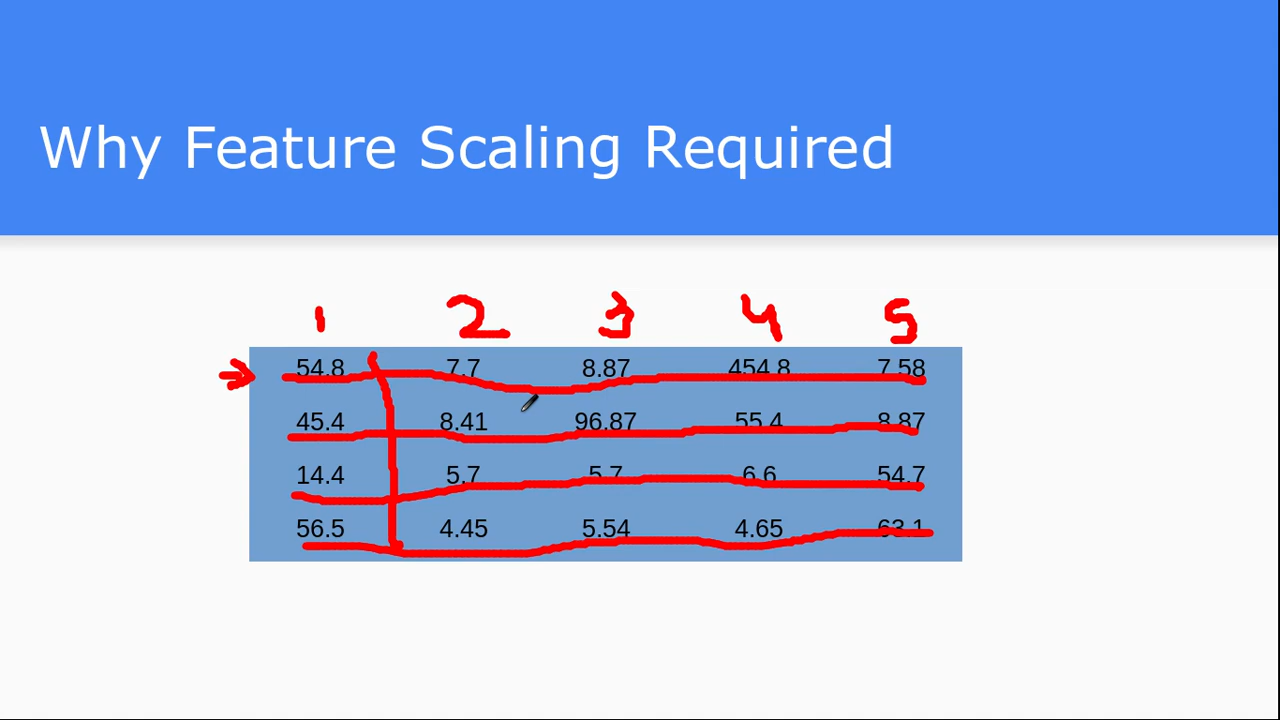 Why Feature Scaling Required
1 2 3 4 5
54.8 7.7 8.87 454.8 7.58
45.4 8.41 96.87 55.4 8.87
14.4 5.7 5.7 6.6 54.7
56.5 4.45 5.54 4.65 63.1